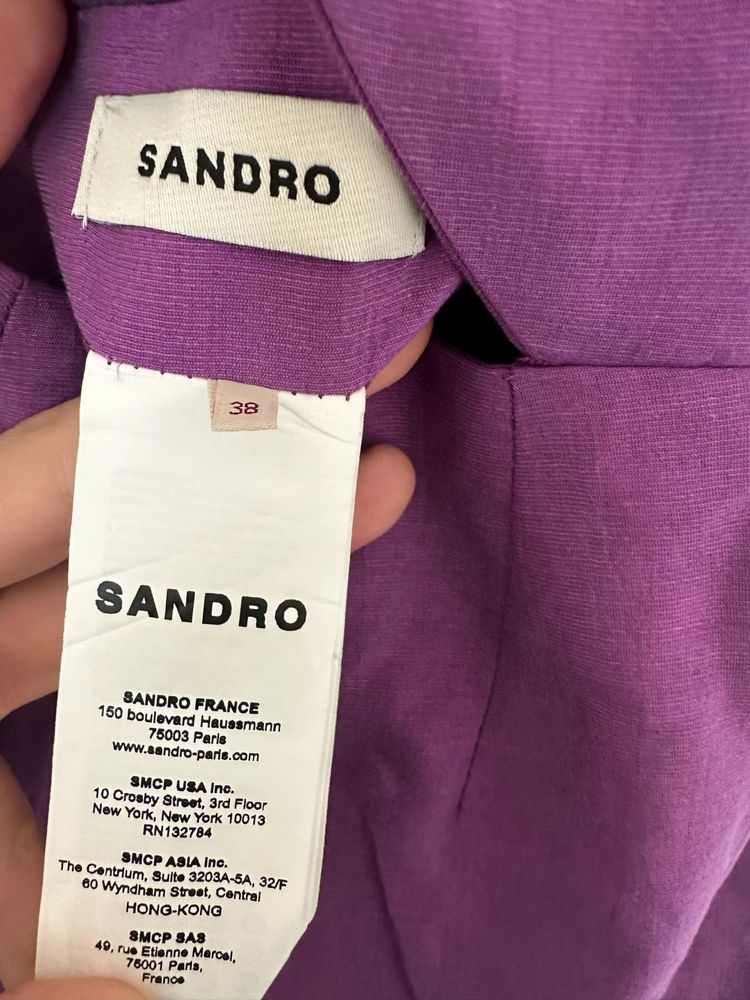 SANDRO
38
SANDRO
SANDRO FRANCE
150 boulevard Haussmann
75003 Paris
www.sandro-paris.com
SMCP USA Inc.
10 Crosby Street, 3rd Floor
New York, New York 10013
RN132784
SMCP ASIA Inc.
The Centrium, Suite 3203A-5A, 32/F
60 Wyndham Street, Central
HONG-KONG
SMCP SAS
49, rue Etienne Marcel,
75001 Paris,
France